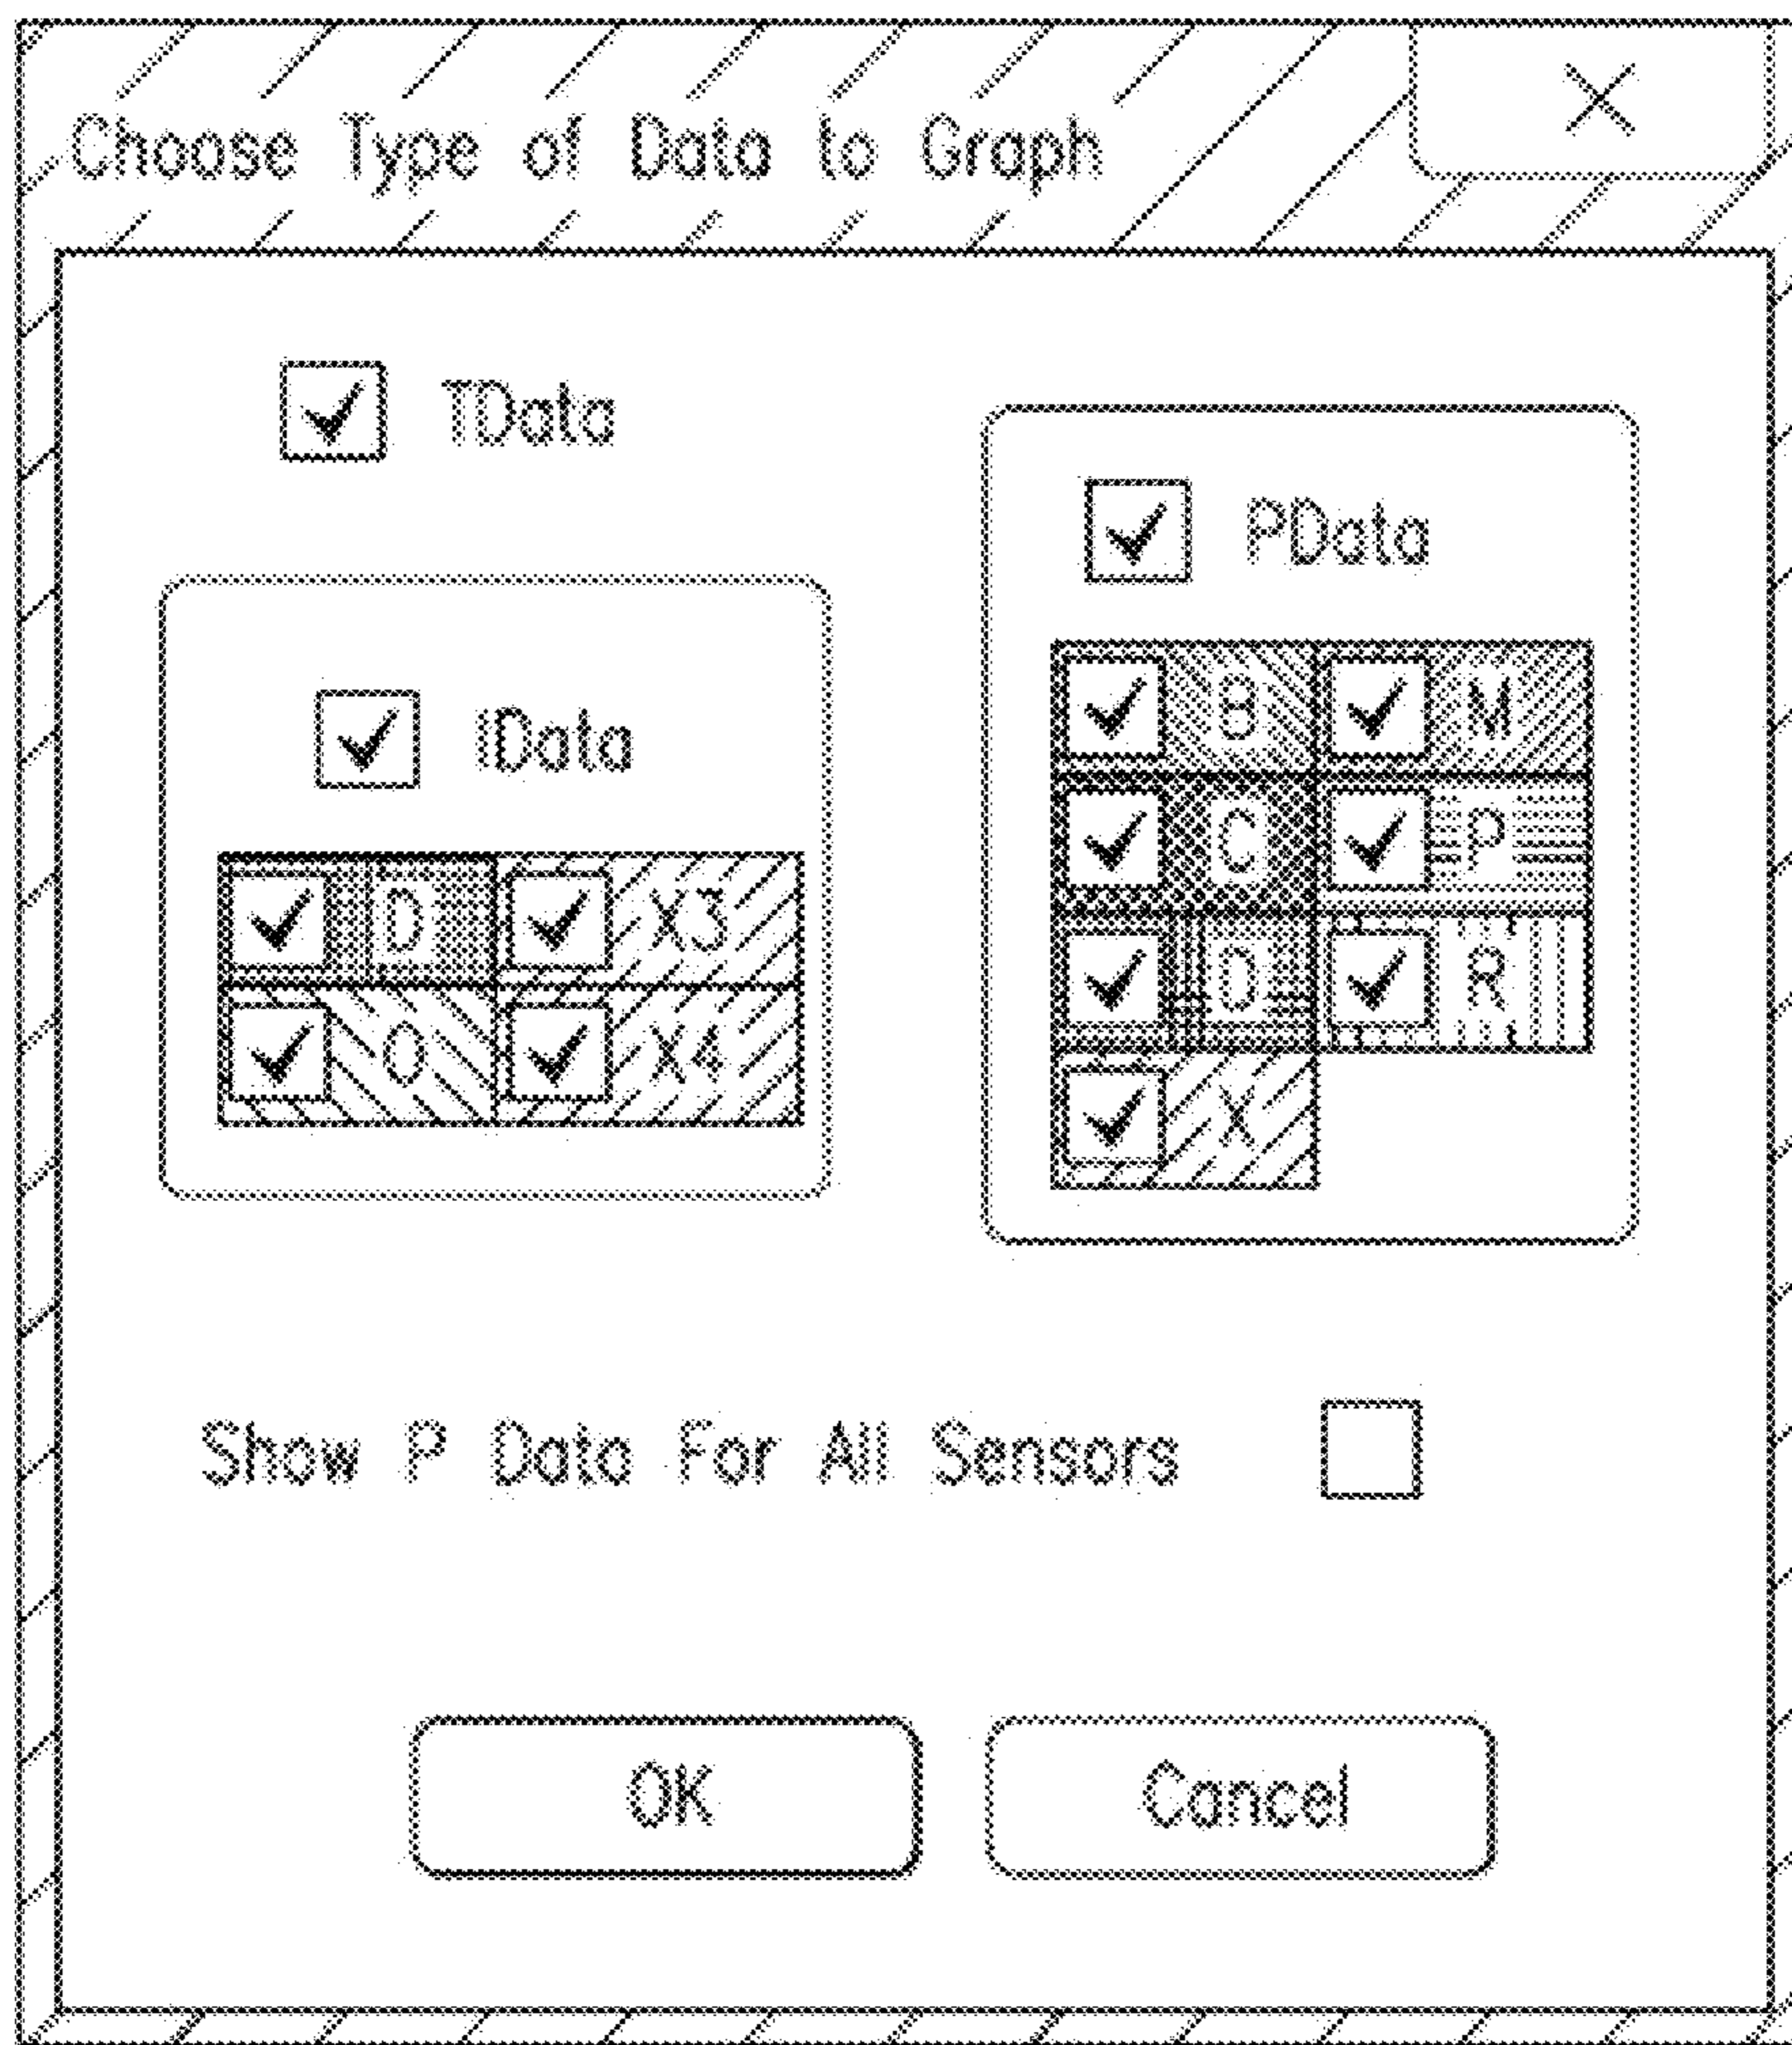 Choose Type of Data to Graph
TData
IData
D X3
O X4
PData
B M
C P
D R
X
Show P Data For All Sensors
OK Cancel